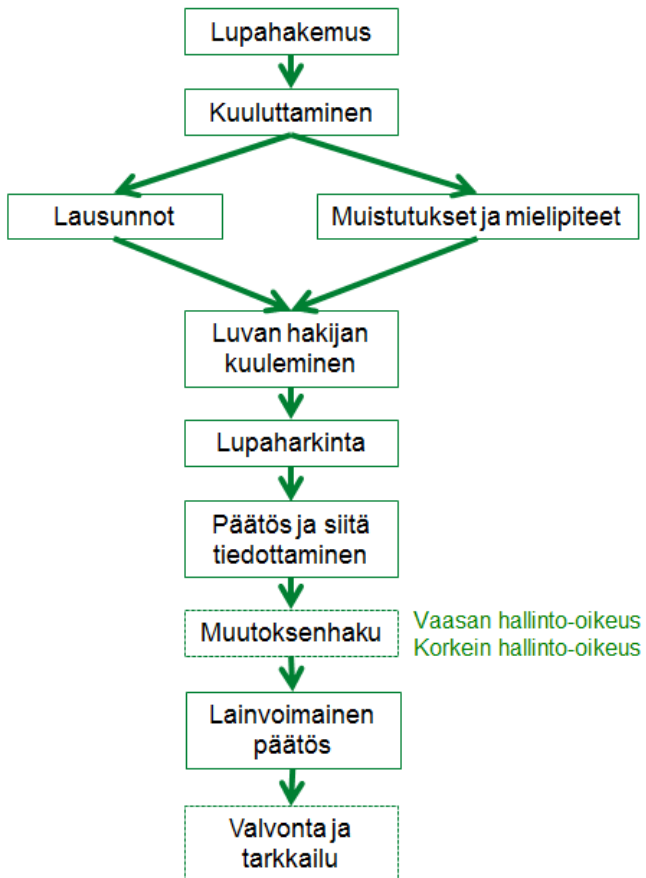 Lupahakemus
Kuuluttaminen
Lausunnot
Muistutukset ja mielipiteet
Luvan hakijan
kuuleminen
Lupaharkinta
Päätös ja siitä
tiedottaminen
Muutoksenhaku
Vaasan hallinto-oikeus
Korkein hallinto-oikeus
Lainvoimainen
päätös
Valvonta ja
tarkkailu